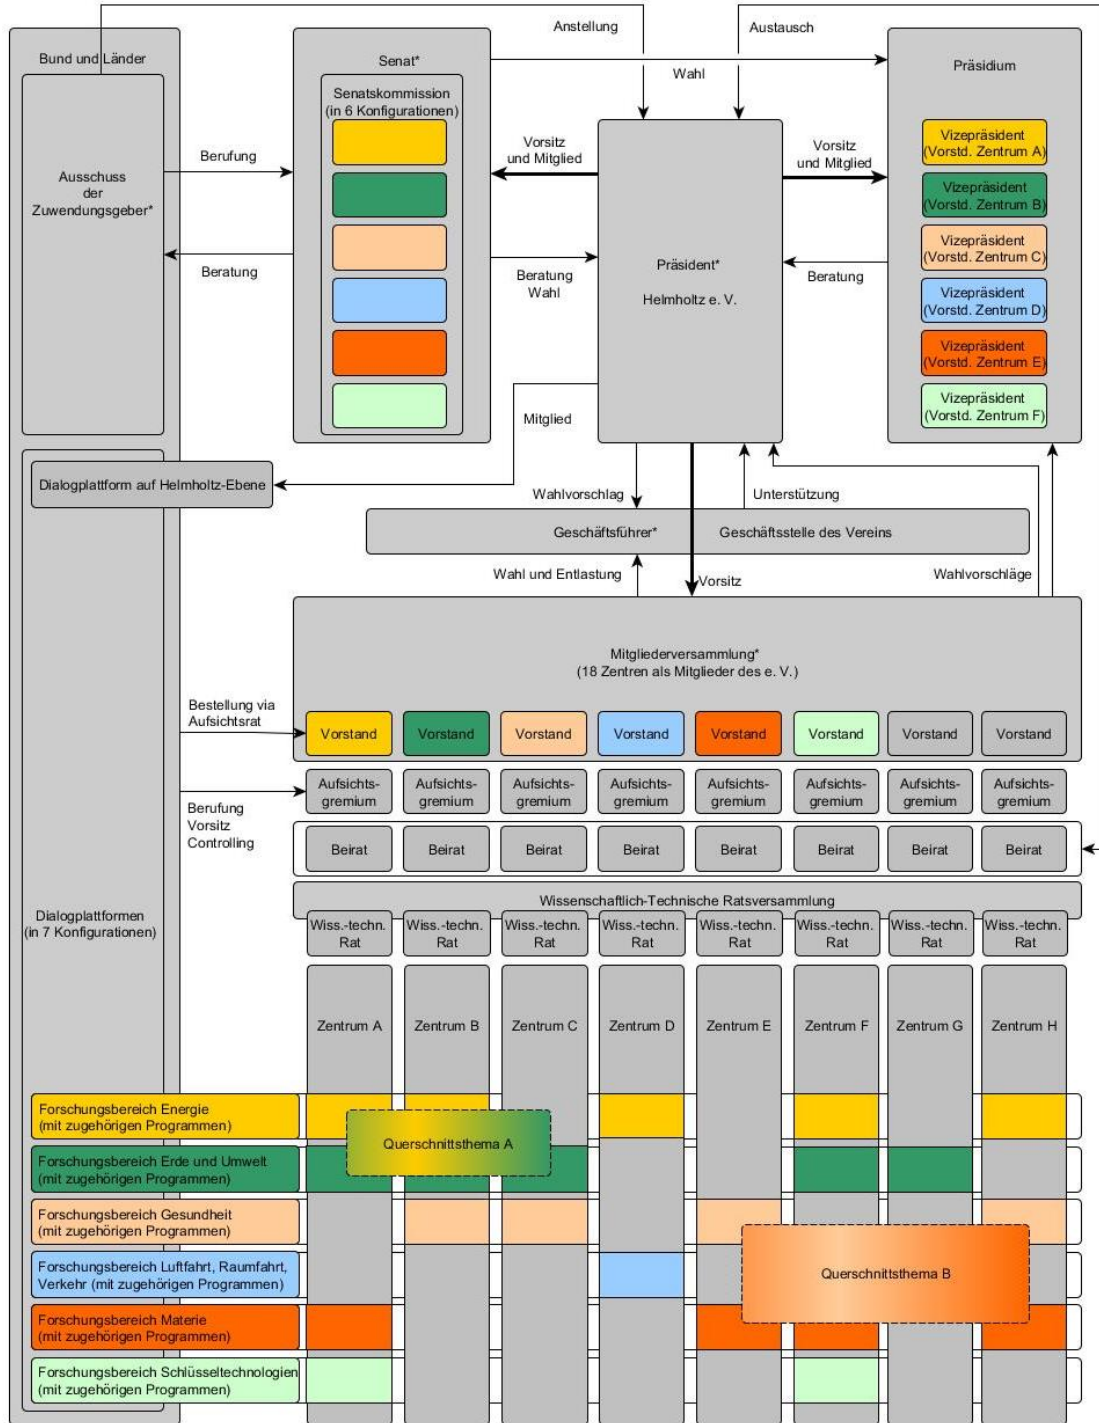 Anstellung
Austausch
Bund und Länder
Senat*
Wahl
Präsidium
Senatskommission
(in 6 Konfigurationen)
Ausschuss
der
Zuwendungsgeber*
Berufung
Beratung
Vorsitz
und Mitglied
Beratung
Wahl
Präsident*
Helmholtz e. V.
Vorsitz
und Mitglied
Beratung
Vizepräsident
(Vorstd. Zentrum A)
Vizepräsident
(Vorstd. Zentrum B)
Vizepräsident
(Vorstd. Zentrum C)
Vizepräsident
(Vorstd. Zentrum D)
Vizepräsident
(Vorstd. Zentrum E)
Vizepräsident
(Vorstd. Zentrum F)
Mitglied
Dialogplattform auf Helmholtz-Ebene
Wahlvorschlag
Unterstützung
Geschäftsführer*
Geschäftsstelle des Vereins
Wahl und Entlastung
Vorsitz
Wahlvorschläge
Mitgliederversammlung*
(18 Zentren als Mitglieder des e. V.)
Bestellung via
Aufsichtsrat
Vorstand
Vorstand
Vorstand
Vorstand
Vorstand
Vorstand
Vorstand
Vorstand
Berufung
Vorsitz
Controlling
Aufsichts-
gremium
Aufsichts-
gremium
Aufsichts-
gremium
Aufsichts-
gremium
Aufsichts-
gremium
Aufsichts-
gremium
Aufsichts-
gremium
Aufsichts-
gremium
Beirat
Beirat
Beirat
Beirat
Beirat
Beirat
Beirat
Beirat
Wissenschaftlich-Technische Ratsversammlung
Dialogplattformen
(in 7 Konfigurationen)
Wiss.-techn.
Rat
Wiss.-techn.
Rat
Wiss.-techn.
Rat
Wiss.-techn.
Rat
Wiss.-techn.
Rat
Wiss.-techn.
Rat
Wiss.-techn.
Rat
Wiss.-techn.
Rat
Zentrum A
Zentrum B
Zentrum C
Zentrum D
Zentrum E
Zentrum F
Zentrum G
Zentrum H
Forschungsbereich Energie
(mit zugehörigen Programmen)
Querschnittsthema A
Forschungsbereich Erde und Umwelt
(mit zugehörigen Programmen)
Forschungsbereich Gesundheit
(mit zugehörigen Programmen)
Forschungsbereich Luftfahrt, Raumfahrt,
Verkehr (mit zugehörigen Programmen)
Querschnittsthema B
Forschungsbereich Materie
(mit zugehörigen Programmen)
Forschungsbereich Schlüsseltechnologien
(mit zugehörigen Programmen)